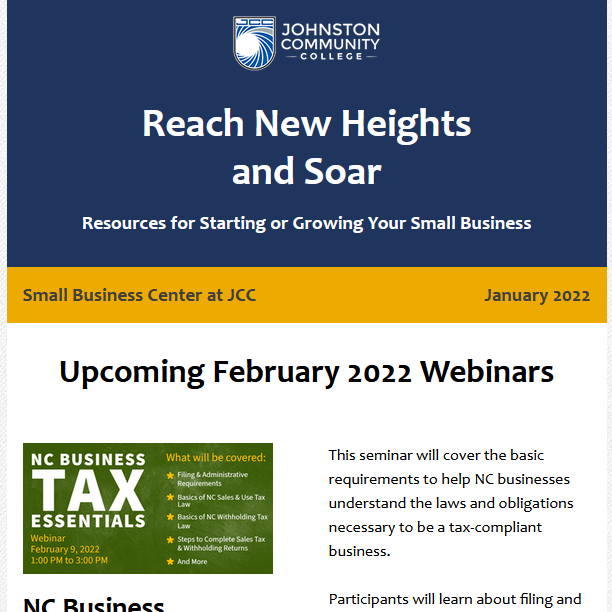 JCC
JOHNSTON
COMMUNITY
COLLEGE
Reach New Heights
and Soar
Resources for Starting or Growing Your Small Business
Small Business Center at JCC
January 2022
Upcoming February 2022 Webinars
NC BUSINESS
TAX
ESSENTIALS
Webinar
February 9, 2022
1:00 PM to 3:00 PM
What will be covered:
Filing & Administrative
Requirements
Basics of NC Sales & Use Tax
Law
Basics of NC Withholding Tax
Law
Steps to Complete Sales Tax
& Withholding Returns
And More
NC Business
This seminar will cover the basic
requirements to help NC businesses
understand the laws and obligations
necessary to be a tax-compliant
business.
Participants will learn about filing and